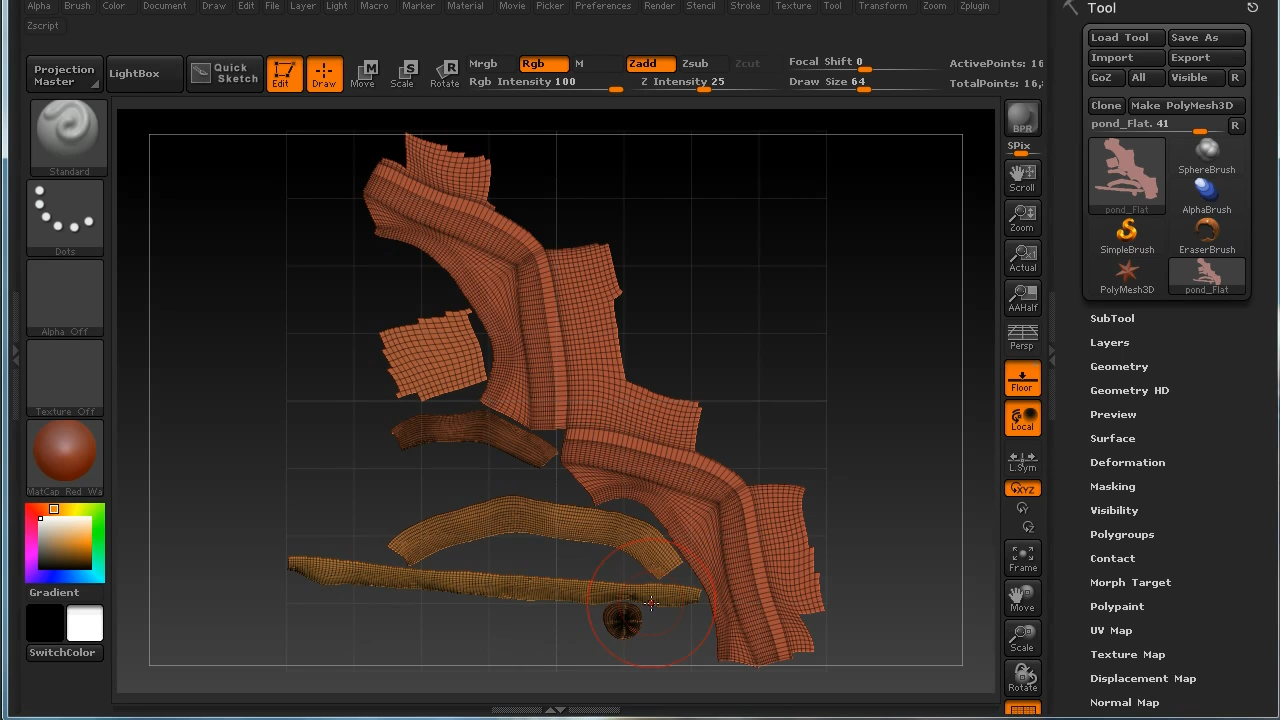 Alpha Brush Color Document Draw Edit File Layer Light Macro Marker Material Movie Picker Preferences Render Stencil Stroke Texture Tool Transform Zoom Zplugin
Zscript
Tool
Load Tool Save As
Import Export
GoZ All Visible R
Clone Make PolyMesh3D
pond_Flat. 41 R
pond_Flat
SphereBrush
AlphaBrush
SimpleBrush EraserBrush
PolyMesh3D pond_Flat
SubTool
Layers
Geometry
Geometry HD
Preview
Surface
Deformation
Masking
Visibility
Polygroups
Contact
Morph Target
Polypaint
UV Map
Texture Map
Displacement Map
Normal Map
Projection
Master
LightBox
Quick
Sketch
Edit
Draw
Move
Scale
Rotate
Mrgb Rgb M Zadd Zsub Zcut
Rgb Intensity 100 Z Intensity 25
Focal Shift 0
Draw Size 64
ActivePoints: 16
TotalPoints: 16,
Standard
Dots
Alpha Off
Texture Off
MatCap Red Wa
Gradient
SwitchColor
BPR
SPix
Scroll
Zoom
Actual
AAHalf
Persp
Floor
Local
L.Sym
XYZ
Y
Z
Frame
Move
Scale
Rotate